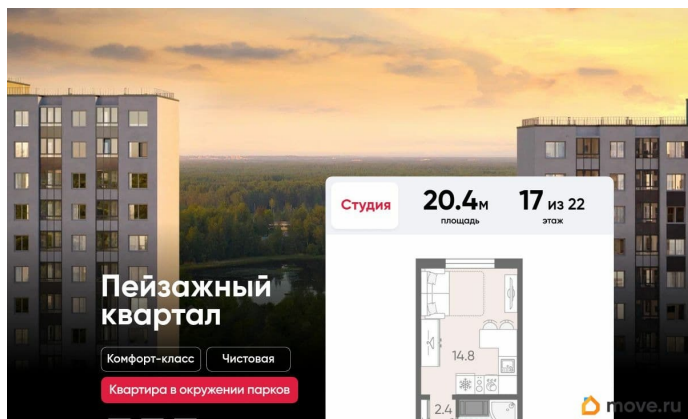 Студия
20.4м
площадь
17 из 22
этаж
Пейзажный
квартал
Комфорт-класс
Чистовая
Квартира в окружении парков
14.8
2.4
move.ru